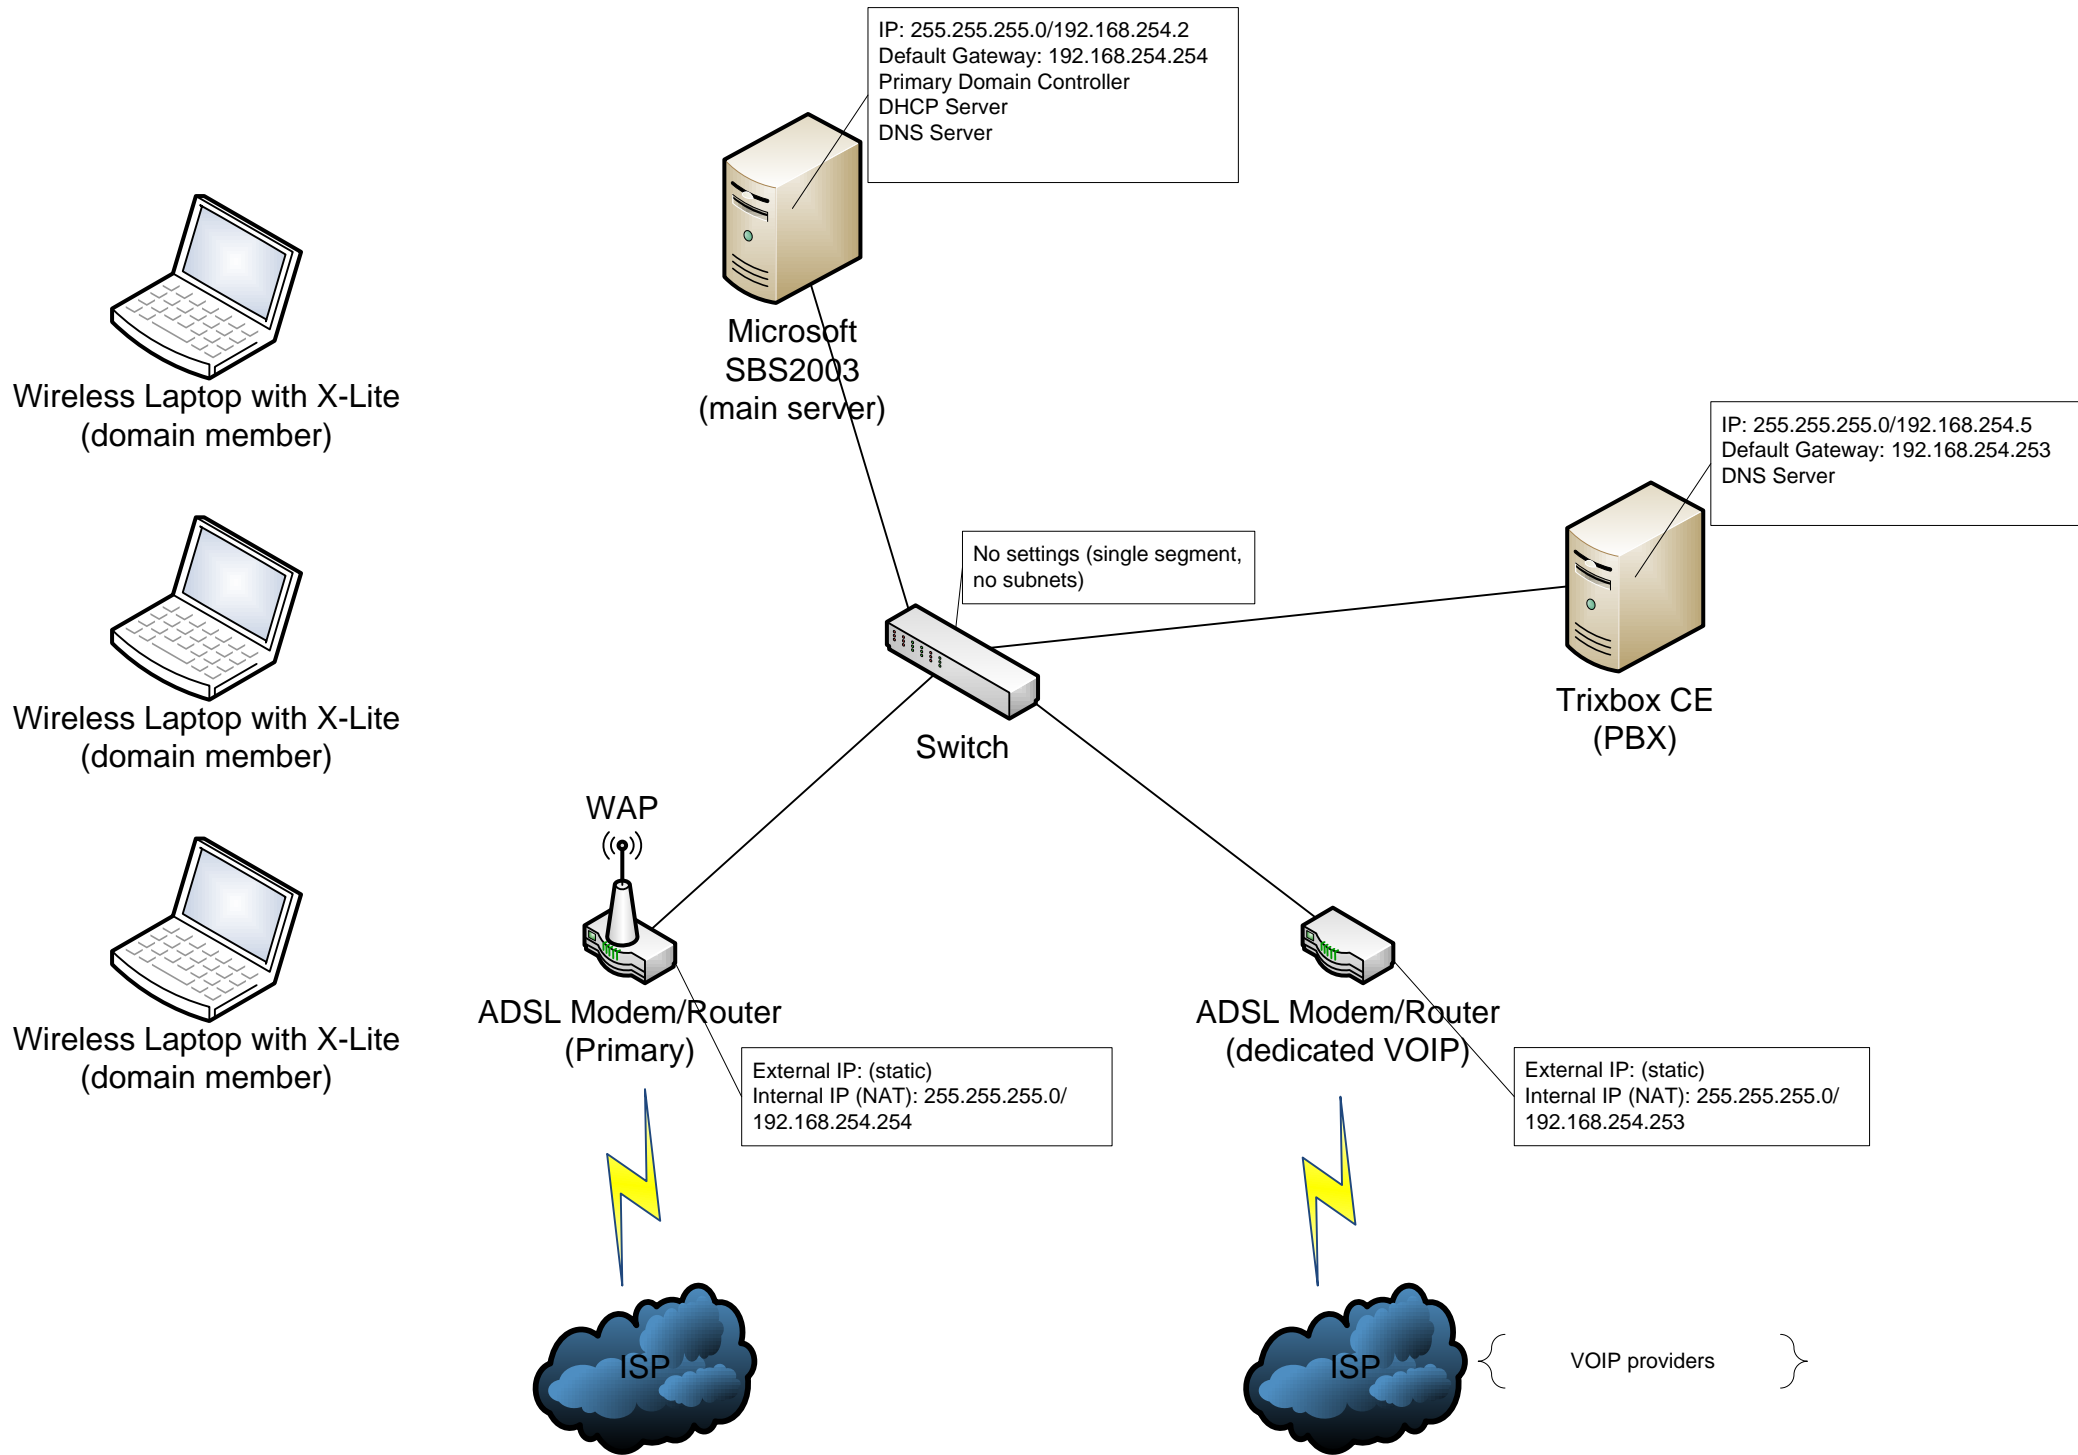 IP: 255.255.255.0/192.168.254.2
Default Gateway: 192.168.254.254
Primary Domain Controller
DHCP Server
DNS Server
Microsoft
SBS2003
(main server)
Wireless Laptop with X-Lite
(domain member)
IP: 255.255.255.0/192.168.254.5
Default Gateway: 192.168.254.253
DNS Server
No settings (single segment,
no subnets)
Trixbox CE
(PBX)
Wireless Laptop with X-Lite
(domain member)
Switch
WAP
ADSL Modem/Router
(Primary)
ADSL Modem/Router
(dedicated VOIP)
Wireless Laptop with X-Lite
(domain member)
External IP: (static)
Internal IP (NAT): 255.255.255.0/
192.168.254.254
External IP: (static)
Internal IP (NAT): 255.255.255.0/
192.168.254.253
ISP
ISP
VOIP providers